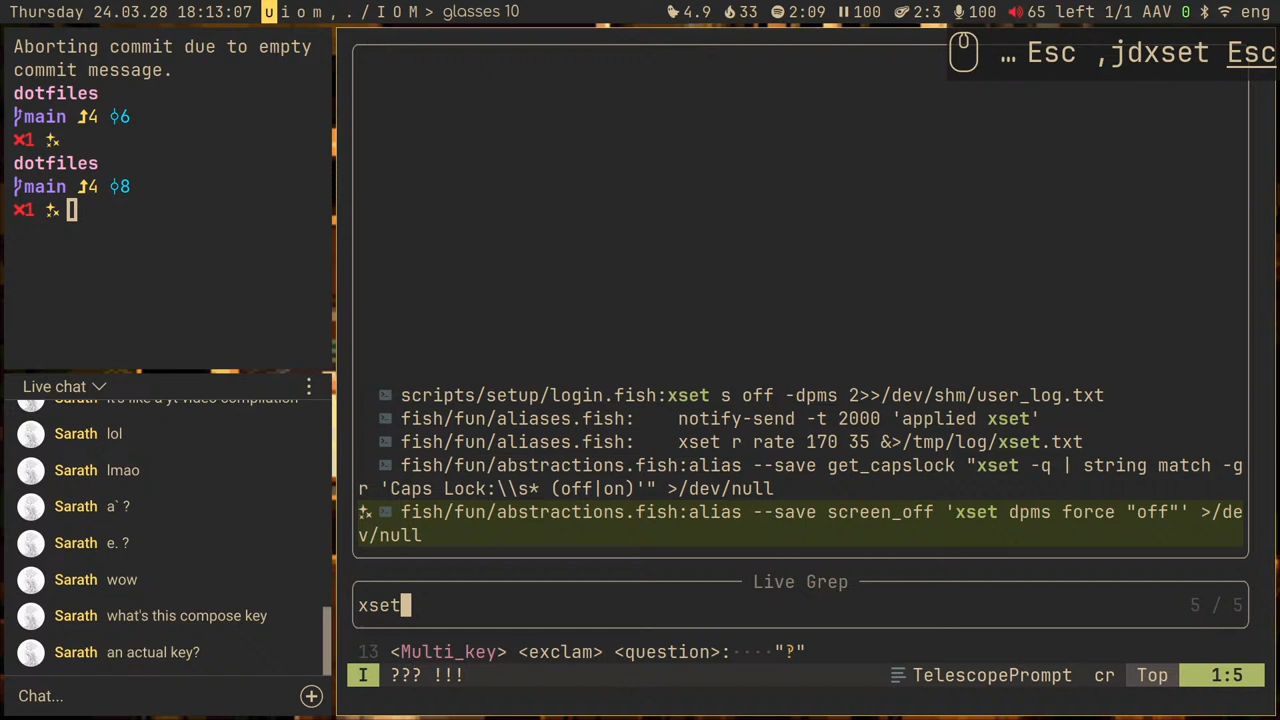 Thursday 24.03.28 18:13:07 u i o m , . / I O M > glasses 10 4.9 33 2:09 100 2:3 100 65 left 1/1 AAV 0 eng
… Esc ,jdxset Esc
Aborting commit due to empty
commit message.
dotfiles
main 4 6
1
dotfiles
main 4 8
1
Live chat
Sarath it's like a yt video compilation
Sarath lol
Sarath lmao
Sarath a` ?
Sarath e. ?
Sarath wow
Sarath what's this compose key
Sarath an actual key?
Chat...
scripts/setup/login.fish:xset s off -dpms 2>>/dev/shm/user_log.txt
fish/fun/aliases.fish: notify-send -t 2000 'applied xset'
fish/fun/aliases.fish: xset r rate 170 35 &>/tmp/log/xset.txt
fish/fun/abstractions.fish:alias --save get_capslock "xset -q | string match -g
r 'Caps Lock:\\s* (off|on)'" >/dev/null
fish/fun/abstractions.fish:alias --save screen_off 'xset dpms force "off"' >/de
v/null
Live Grep
xset 5 / 5
13 <Multi_key> <exclam> <question>:···· "‽"
I ??? !!! TelescopePrompt cr Top 1:5